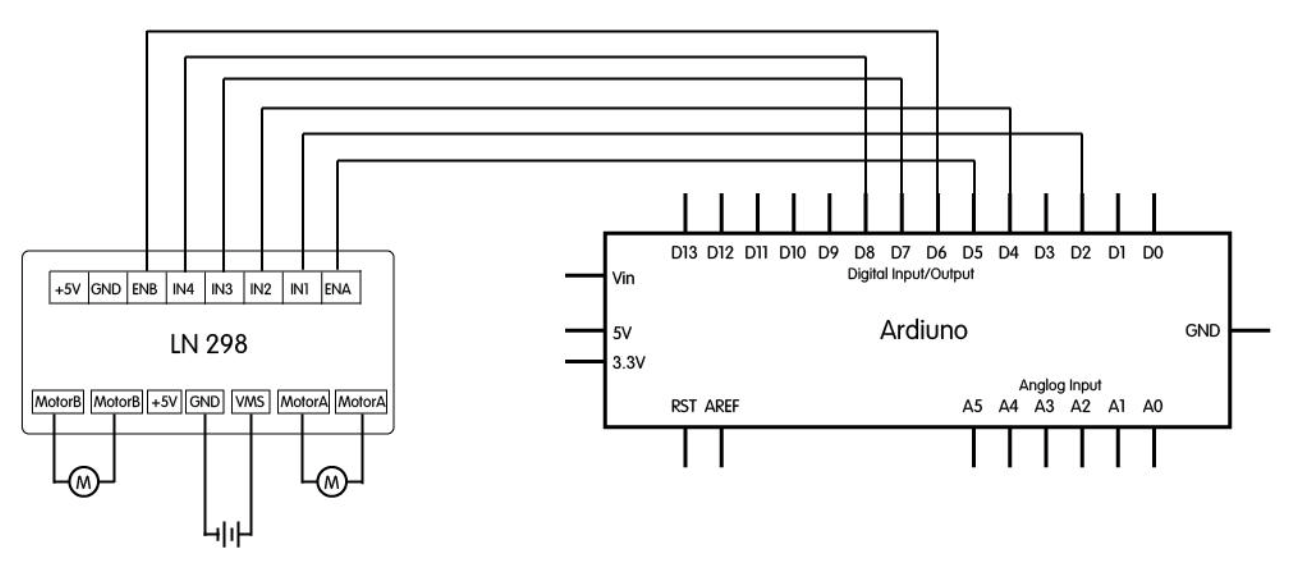 D13 D12 D11 D10 D9 D8 D7 D6 D5 D4 D3 D2 D1 D0
Digital Input/Output
Vin
+5V GND ENB IN4 IN3 IN2 IN1 ENA
Ardiuno
5V
GND
LN 298
3.3V
Analog Input
MotorB MotorB +5V GND VMS MotorA MotorA
RST AREF A5 A4 A3 A2 A1 A0
M M